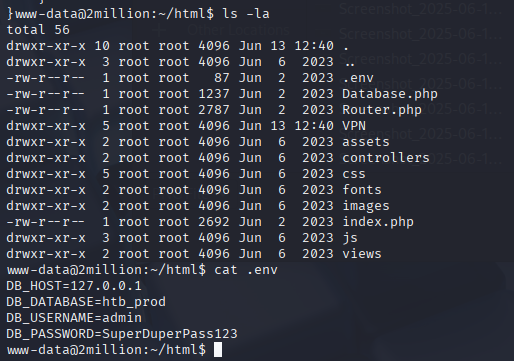 }www-data@2million:~/html$ ls -la
total 56
drwxr-xr-x 10 root root 4096 Jun 13 12:40 .
drwxr-xr-x  3 root root 4096 Jun  6  2023 ..
-rw-r--r--  1 root root   87 Jun  2  2023 .env
-rw-r--r--  1 root root 1237 Jun  2  2023 Database.php
-rw-r--r--  1 root root 2787 Jun  2  2023 Router.php
drwxr-xr-x  5 root root 4096 Jun 13 12:40 VPN
drwxr-xr-x  2 root root 4096 Jun  6  2023 assets
drwxr-xr-x  2 root root 4096 Jun  6  2023 controllers
drwxr-xr-x  5 root root 4096 Jun  6  2023 css
drwxr-xr-x  2 root root 4096 Jun  6  2023 fonts
drwxr-xr-x  2 root root 4096 Jun  6  2023 images
-rw-r--r--  1 root root 2692 Jun  2  2023 index.php
drwxr-xr-x  3 root root 4096 Jun  6  2023 js
drwxr-xr-x  2 root root 4096 Jun  6  2023 views
www-data@2million:~/html$ cat .env
DB_HOST=127.0.0.1
DB_DATABASE=htb_prod
DB_USERNAME=admin
DB_PASSWORD=SuperDuperPass123
www-data@2million:~/html$